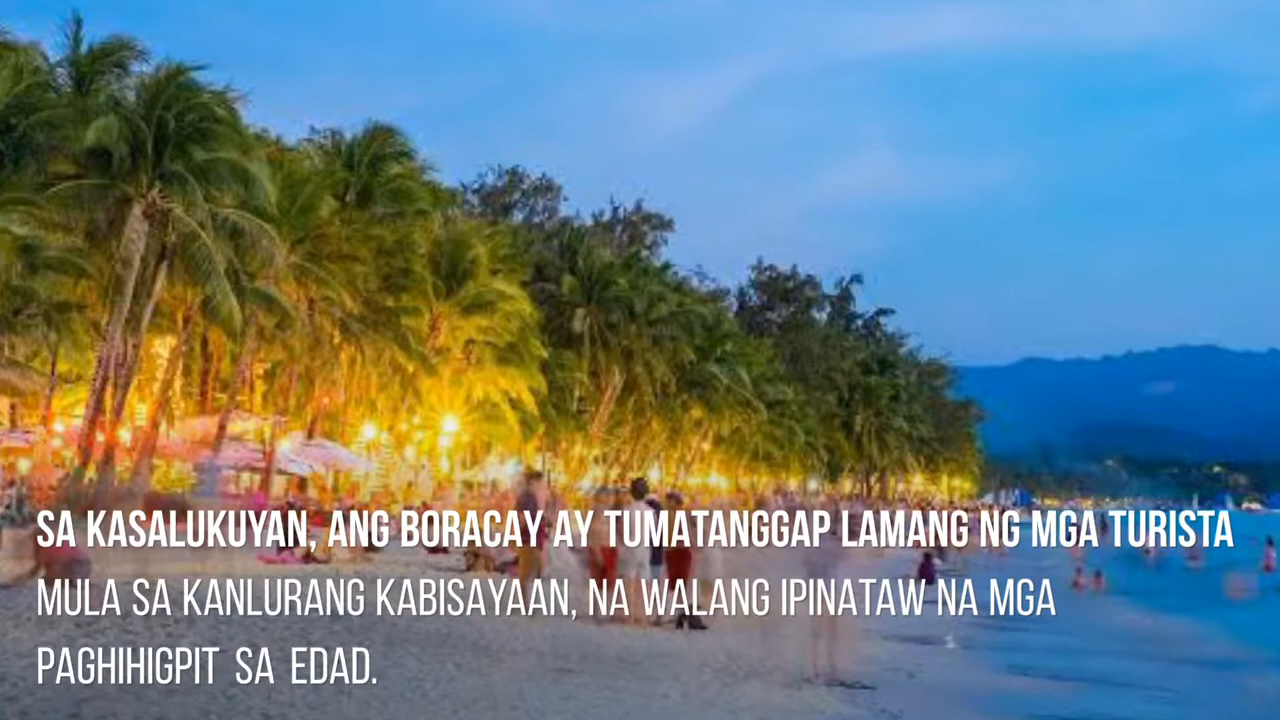 SA KASALUKUYAN, ANG BORACAY AY TUMATANGGAP LAMANG NG MGA TURISTA
MULA SA KANLURANG KABISAYAAN, NA WALANG IPINATAW NA MGA
PAGHIHIGPIT SA EDAD.